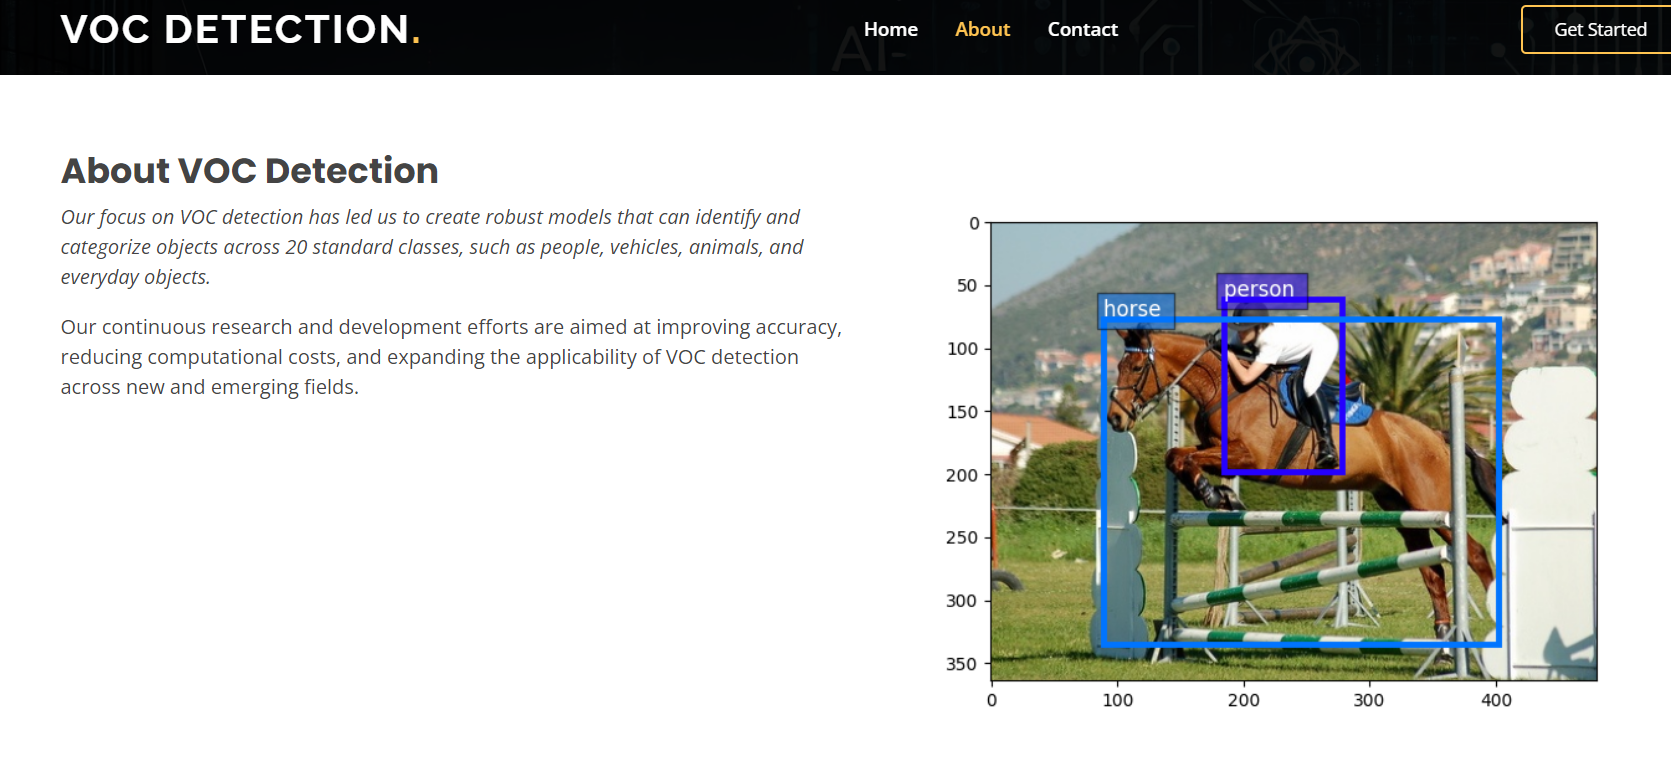 VOC DETECTION.
Home
About
Contact
Get Started
About VOC Detection
Our focus on VOC detection has led us to create robust models that can identify and
categorize objects across 20 standard classes, such as people, vehicles, animals, and
everyday objects.
Our continuous research and development efforts are aimed at improving accuracy,
reducing computational costs, and expanding the applicability of VOC detection
across new and emerging fields.
person
horse
0
50
100
150
200
250
300
350
0 100 200 300 400
AI-